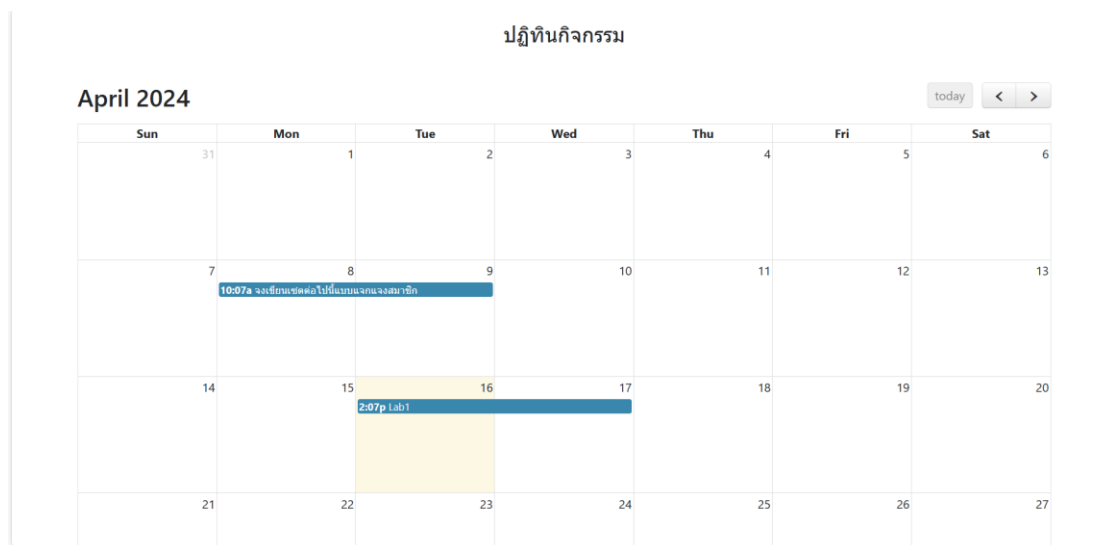 ปฏิทินกิจกรรม
April 2024
today
Sun Mon Tue Wed Thu Fri Sat
31 1 2 3 4 5 6
7 8 9 10 11 12 13
10:07a จงเขียนเซตต่อไปนี้แบบแจกแจงสมาชิก
14 15 16 17 18 19 20
2:07p Lab1
21 22 23 24 25 26 27